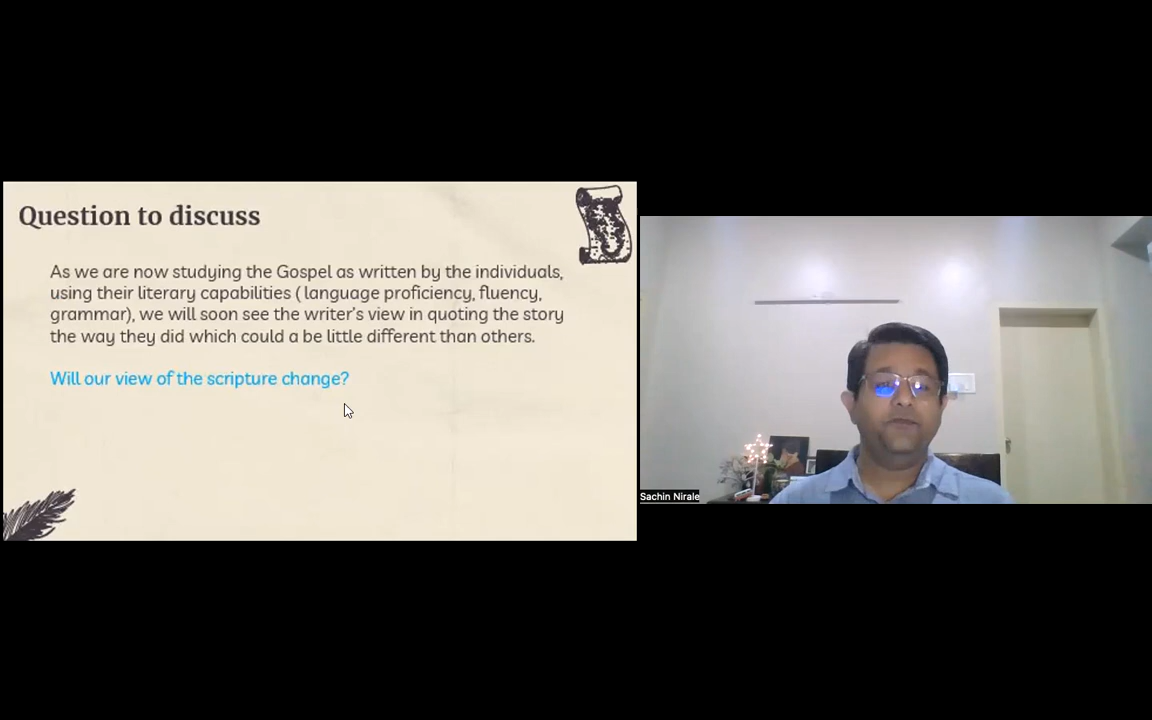 Question to discuss
As we are now studying the Gospel as written by the individuals,
using their literary capabilities ( language proficiency, fluency,
grammar), we will soon see the writer's view in quoting the story
the way they did which could a be little different than others.
Will our view of the scripture change?
Sachin Nirale